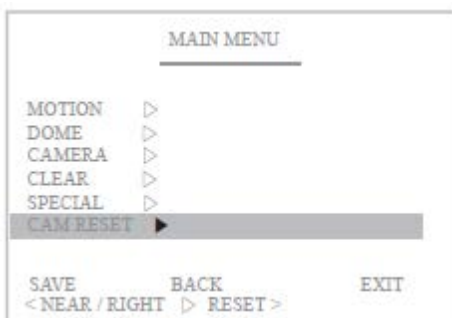 MAIN MENU
MOTION ▷
DOME ▷
CAMERA ▷
CLEAR ▷
SPECIAL ▷
CAM RESET ▶
SAVE BACK EXIT
< NEAR / RIGHT ▷ RESET >